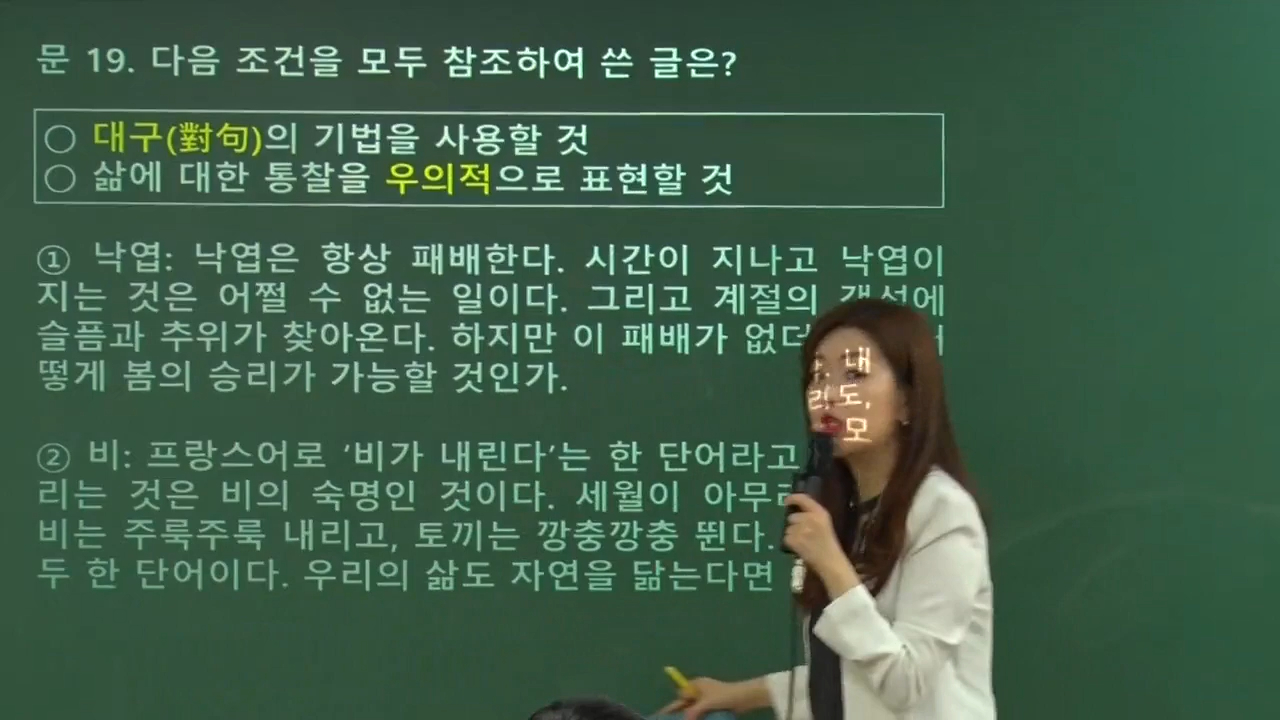 문 19. 다음 조건을 모두 참조하여 쓴 글은?
○ 대구(對句)의 기법을 사용할 것
○ 삶에 대한 통찰을 우의적으로 표현할 것
① 낙엽: 낙엽은 항상 패배한다. 시간이 지나고 낙엽이
지는 것은 어쩔 수 없는 일이다. 그리고 계절의
슬픔과 추위가 찾아온다. 하지만 이 패배가
떻게 봄의 승리가 가능할 것인가.
② 비: 프랑스어로 '비가 내린다'는 한 단어라고 내
리는 것은 비의 숙명인 것이다. 세월이 도,
비는 주룩주룩 내리고, 토끼는 깡충깡충 뛴다. 모
두 한 단어이다. 우리의 삶도 자연을 닮는다면